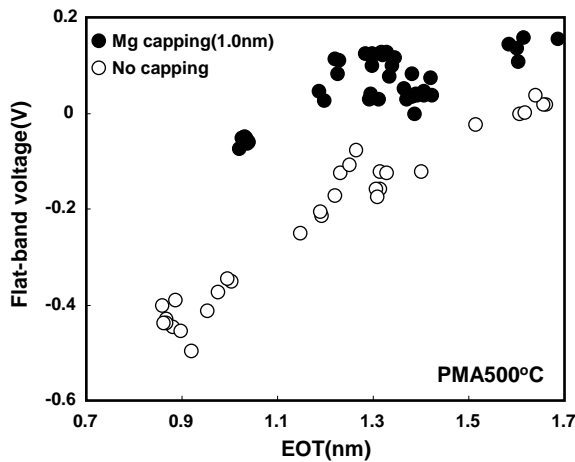 0.2
0
-0.2
-0.4
-0.6
Flat-band voltage(V)
Mg capping(1.0nm)
No capping
PMA500°C
0.7 0.9 1.1 1.3 1.5 1.7
EOT(nm)